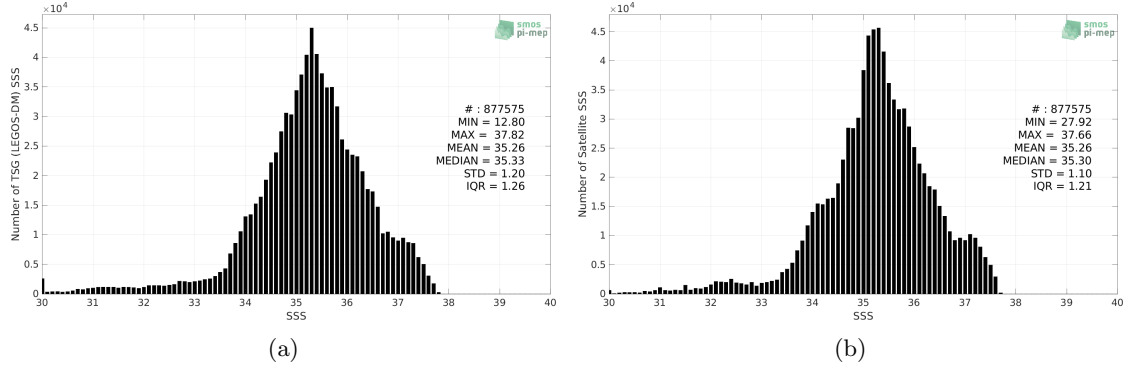 ×10⁴
4.5
4
3.5
3
2.5
2
1.5
1
0.5
0
Number of TSG (LEGOS-DM) SSS
smos
pi-mep
# : 877575
MIN = 12.80
MAX = 37.82
MEAN = 35.26
MEDIAN = 35.33
STD = 1.20
IQR = 1.26
30 31 32 33 34 35 36 37 38 39 40
SSS
(a)
×10⁴
4.5
4
3.5
3
2.5
2
1.5
1
0.5
0
Number of Satellite SSS
smos
pi-mep
# : 877575
MIN = 27.92
MAX = 37.66
MEAN = 35.26
MEDIAN = 35.30
STD = 1.10
IQR = 1.21
30 31 32 33 34 35 36 37 38 39 40
SSS
(b)